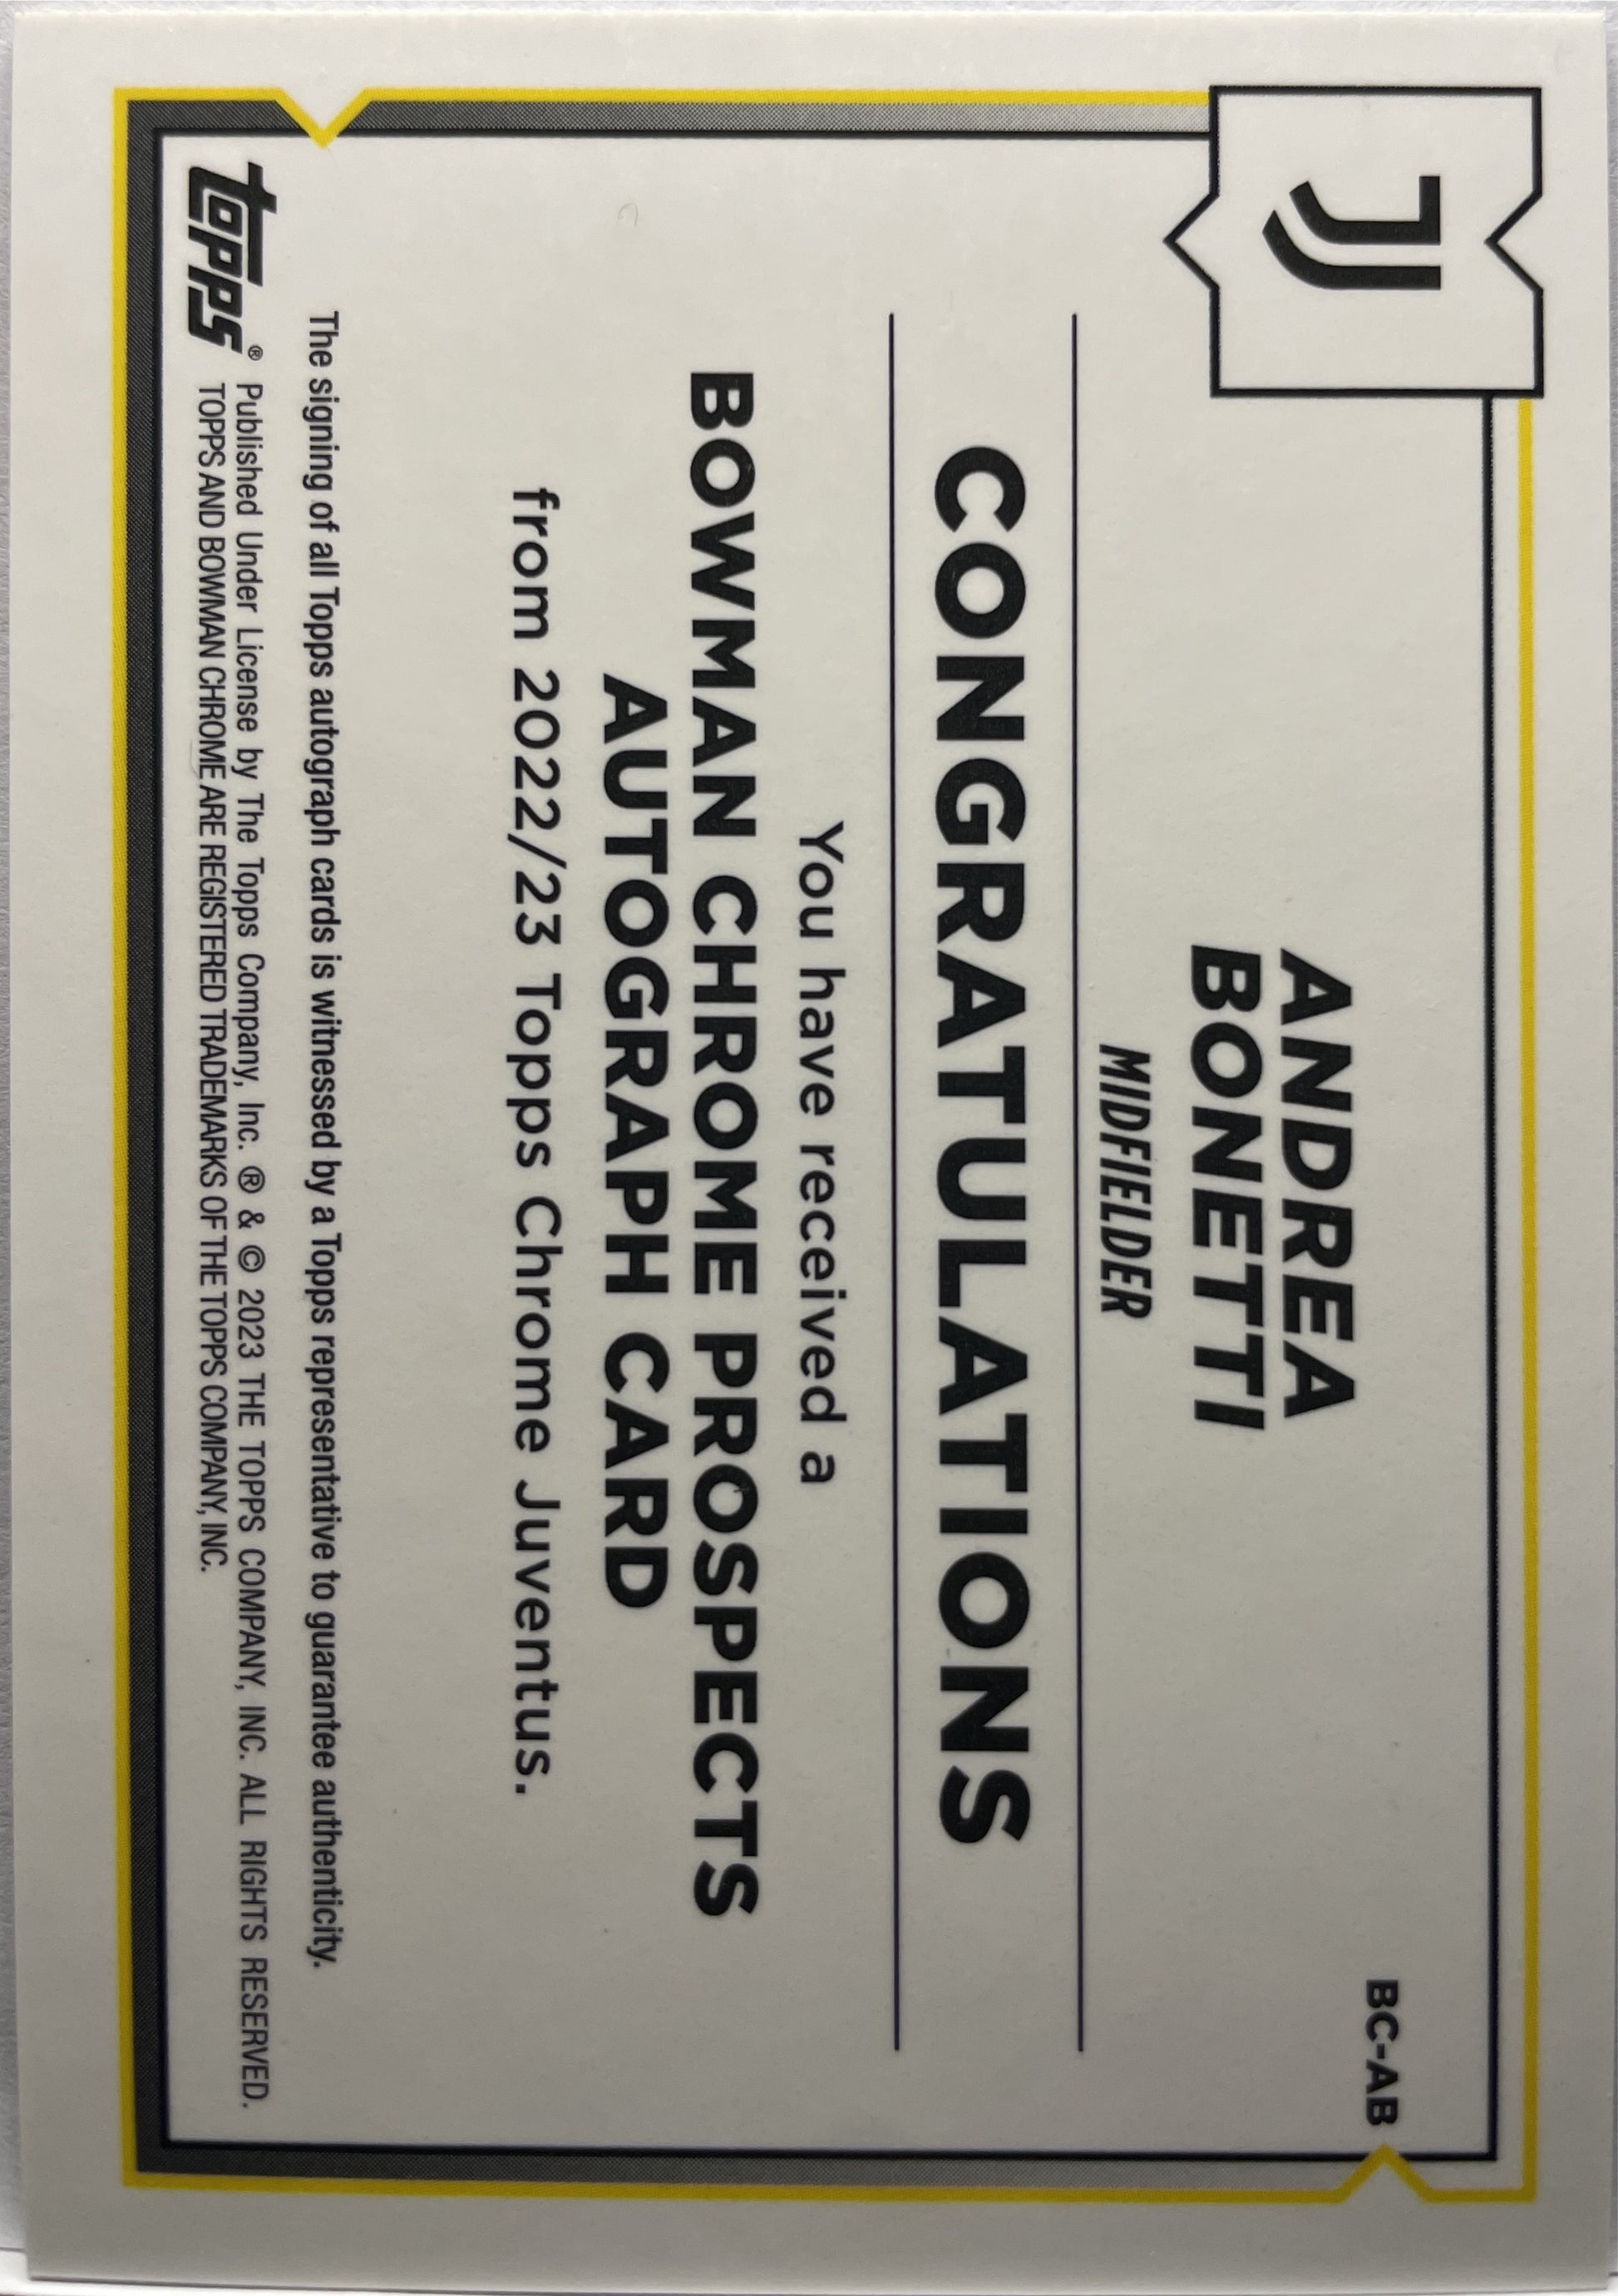 BC-AB
ANDREA
BONETTI
MIDFIELDER
CONGRATULATIONS
You have received a
BOWMAN CHROME PROSPECTS
AUTOGRAPH CARD
from 2022/23 Topps Chrome Juventus.
The signing of all Topps autograph cards is witnessed by a Topps representative to guarantee authenticity.
topps® Published Under License by The Topps Company, Inc. ® & © 2023 THE TOPPS COMPANY, INC. ALL RIGHTS RESERVED.
TOPPS AND BOWMAN CHROME ARE REGISTERED TRADEMARKS OF THE TOPPS COMPANY, INC.